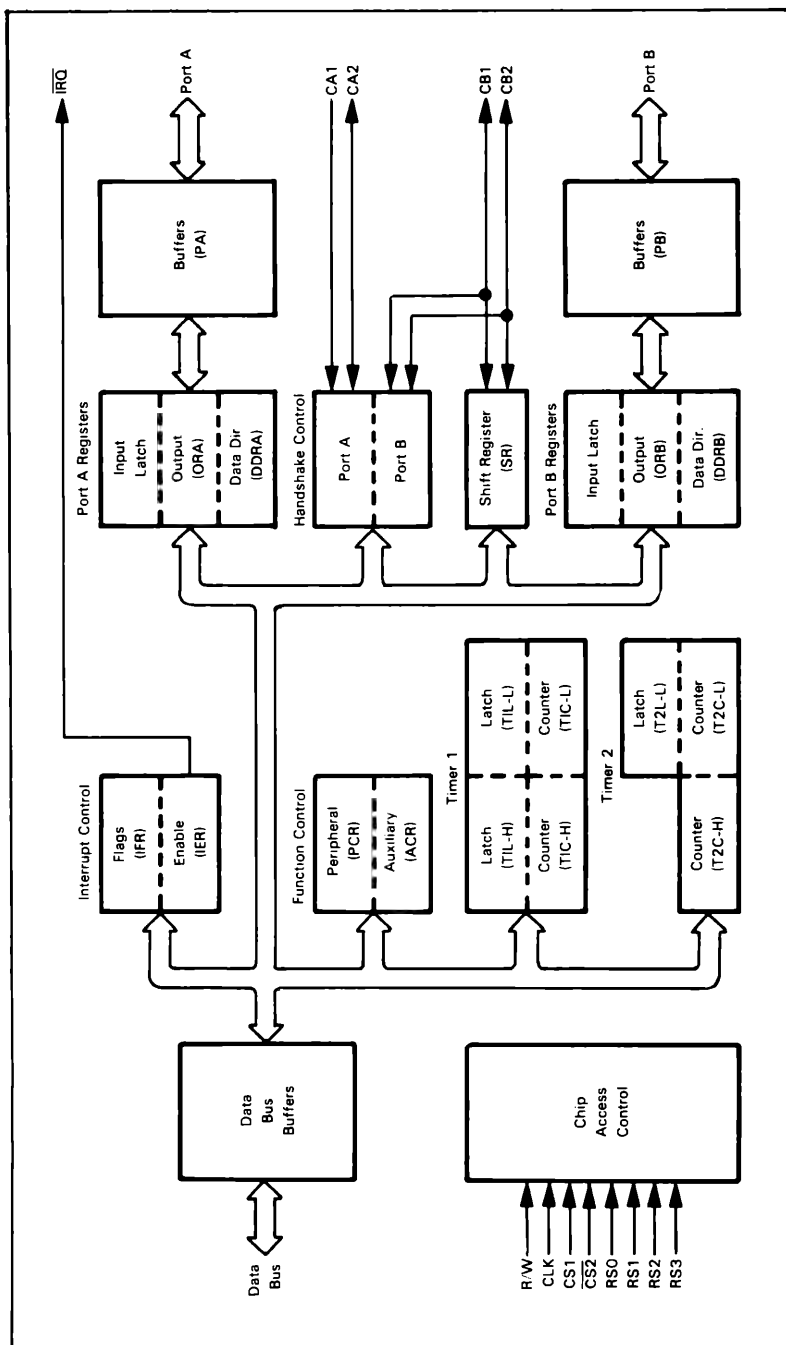 Data
Bus
Data
Bus
Buffers
R/W
CLK
CS1
CS2
RS0
RS1
RS2
RS3
Chip
Access
Control
Interrupt Control
Flags
(IFR)
Enable
(IER)
IRQ
Function Control
Peripheral
(PCR)
Auxiliary
(ACR)
Timer 1
Latch
(TIL-H)
Latch
(TIL-L)
Counter
(TIC-H)
Counter
(TIC-L)
Timer 2
Latch
(T2L-L)
Counter
(T2C-H)
Counter
(T2C-L)
Port A Registers
Input
Latch
Output
(ORA)
Data Dir
(DDRA)
Buffers
(PA)
Port A
Handshake Control
Port A
Port B
CA1
CA2
Shift Register
(SR)
CB1
CB2
Port B Registers
Input Latch
Output
(ORB)
Data Dir.
(DDRB)
Buffers
(PB)
Port B